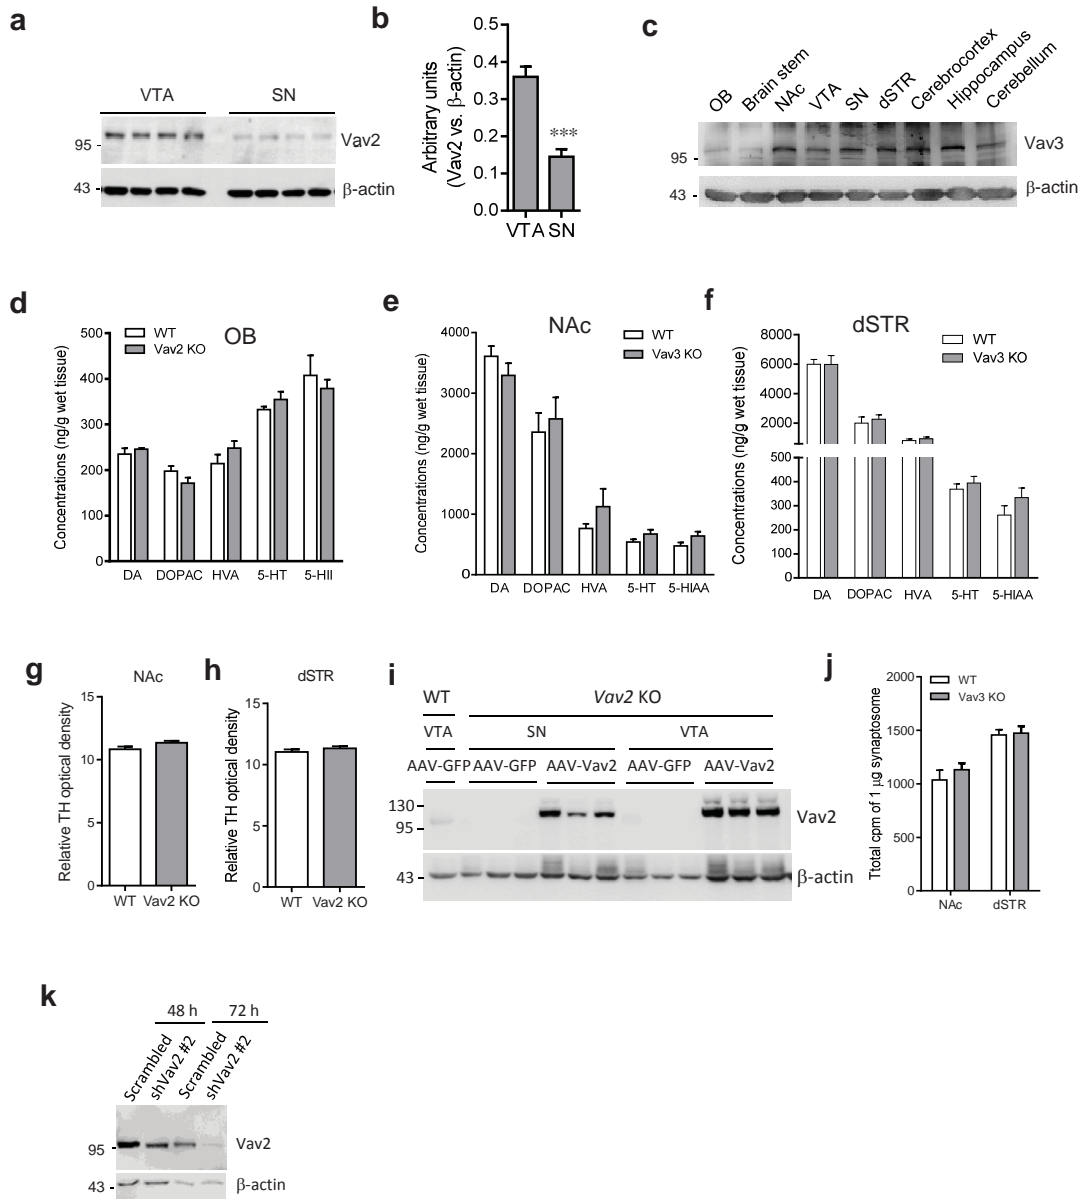 a
VTA SN
95
Vav2
43
β-actin
b
Arbitrary units
(Vav2 vs. β-actin)
0.5
0.4
0.3
0.2
0.1
0.0
***
VTA SN
c
OB Brain stem NAc VTA SN dSTR Cerebrocortex Hippocampus Cerebellum
95
Vav3
43
β-actin
d
OB
WT
Vav2 KO
Concentrations (ng/g wet tissue)
500
400
300
200
100
0
DA DOPAC HVA 5-HT 5-HII
e
NAc
WT
Vav3 KO
Concentrations (ng/g wet tissue)
4000
3000
2000
1000
0
DA DOPAC HVA 5-HT 5-HIAA
f
dSTR
WT
Vav3 KO
Concentrations (ng/g wet tissue)
8000
6000
4000
2000
500
400
300
200
100
0
DA DOPAC HVA 5-HT 5-HIAA
g
NAc
Relative TH optical density
15
10
5
0
WT Vav2 KO
h
dSTR
Relative TH optical density
15
10
5
0
WT Vav2 KO
i
WT Vav2 KO
VTA SN VTA
AAV-GFP AAV-GFP AAV-Vav2 AAV-GFP AAV-Vav2
130
95
Vav2
43
β-actin
j
WT
Vav3 KO
Ttotal cpm of 1 μg synaptosome
2000
1500
1000
500
0
NAc dSTR
k
48 h 72 h
Scrambled shVav2 #2 Scrambled shVav2 #2
95
Vav2
43
β-actin